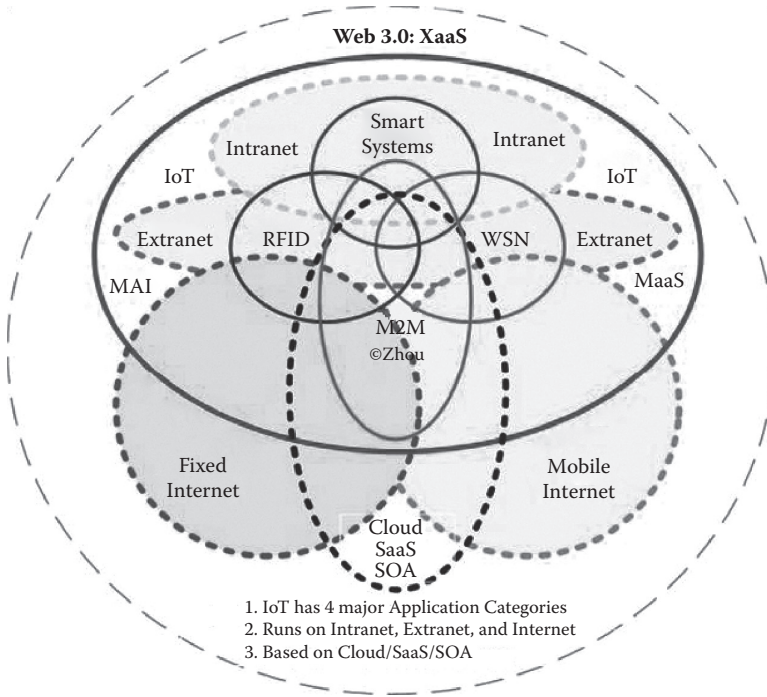 Web 3.0: XaaS
Smart
Systems
Intranet
Intranet
IoT
IoT
Extranet
RFID
WSN
Extranet
MAI
MaaS
M2M
©Zhou
Fixed
Internet
Mobile
Internet
Cloud
SaaS
SOA
1. IoT has 4 major Application Categories
2. Runs on Intranet, Extranet, and Internet
3. Based on Cloud/SaaS/SOA